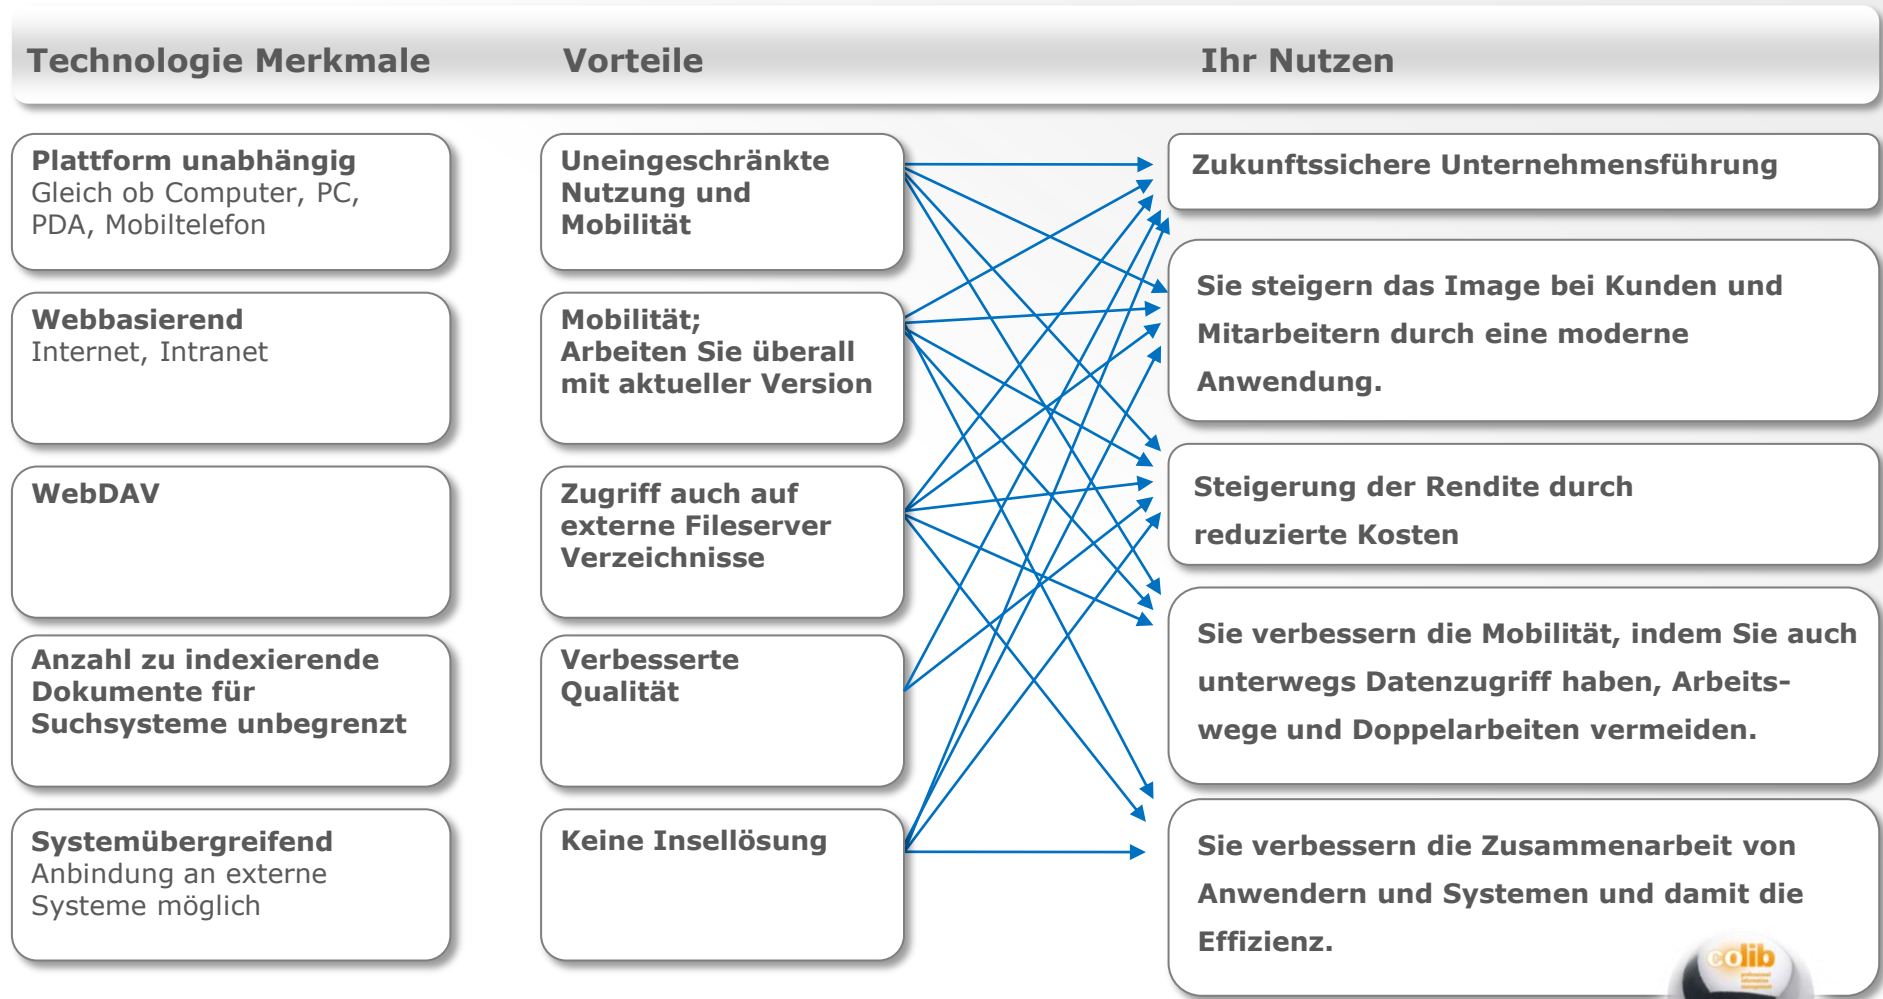 Technologie Merkmale
Vorteile
Ihr Nutzen
Plattform unabhängig
Gleich ob Computer, PC,
PDA, Mobiltelefon
Uneingeschränkte
Nutzung und
Mobilität
Zukunftssichere Unternehmensführung
Webbasierend
Internet, Intranet
Mobilität;
Arbeiten Sie überall
mit aktueller Version
Sie steigern das Image bei Kunden und
Mitarbeitern durch eine moderne
Anwendung.
WebDAV
Zugriff auch auf
externe Fileserver
Verzeichnisse
Steigerung der Rendite durch
reduzierte Kosten
Anzahl zu indexierende
Dokumente für
Suchsysteme unbegrenzt
Verbesserte
Qualität
Sie verbessern die Mobilität, indem Sie auch
unterwegs Datenzugriff haben, Arbeits-
wege und Doppelarbeiten vermeiden.
Systemübergreifend
Anbindung an externe
Systeme möglich
Keine Insellösung
Sie verbessern die Zusammenarbeit von
Anwendern und Systemen und damit die
Effizienz.
colib
professional
information
management